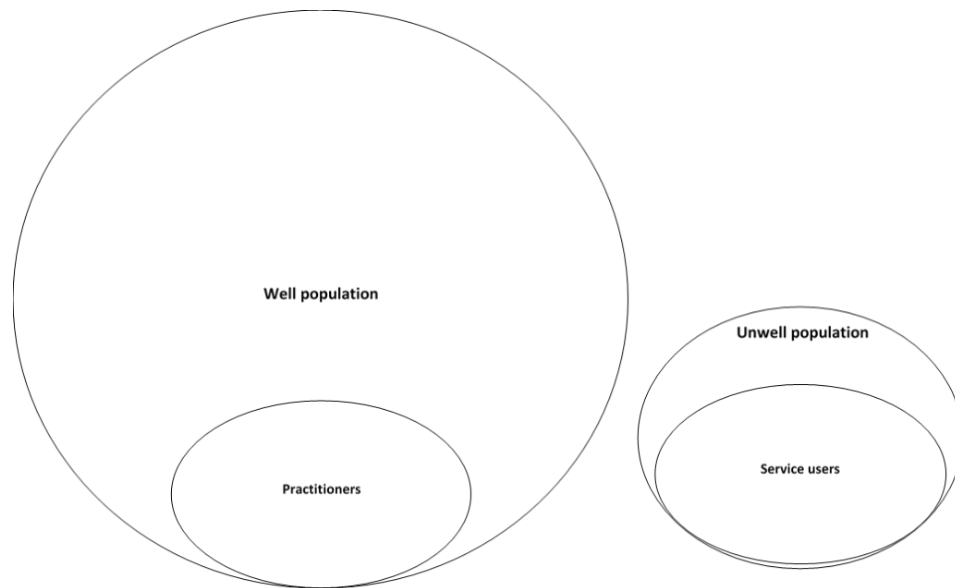 Well population
Unwell population
Service users
Practitioners